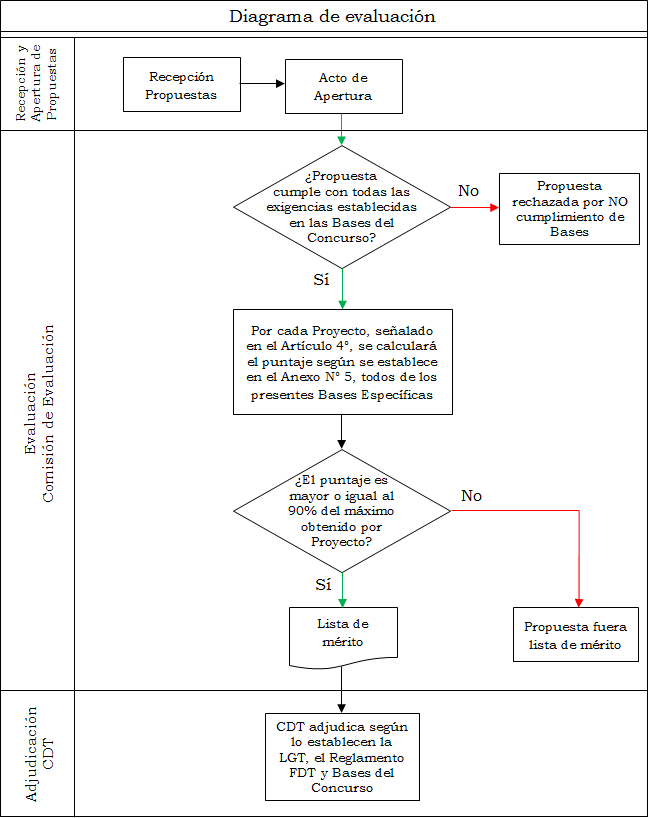 Diagrama de evaluación
Recepción y
Apertura de
Propuestas
Recepción
Propuestas
Acto de
Apertura
¿Propuesta
cumple con todas las
exigencias establecidas
en las Bases del
Concurso?
No
Propuesta
rechazada por NO
cumplimiento de
Bases
Sí
Evaluación
Comisión de Evaluación
Por cada Proyecto, señalado
en el Artículo 4°, se calculará
el puntaje según se establece
en el Anexo N° 5, todos de los
presentes Bases Específicas
¿El puntaje es
mayor o igual al
90% del máximo
obtenido por
Proyecto?
No
Sí
Lista de
mérito
Propuesta fuera
lista de mérito
Adjudicación
CDT
CDT adjudica según
lo establecen la
LGT, el Reglamento
FDT y Bases del
Concurso